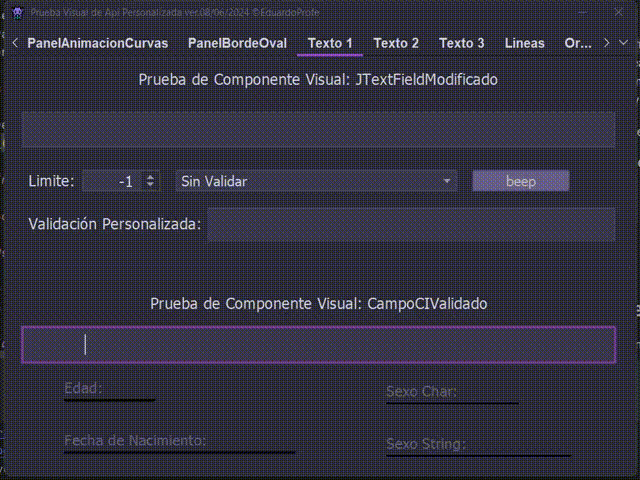 Prueba Visual de Api Personalizada ver.08/06/2024 ©EduardoProfe
PanelAnimacionCurvas PanelBordeOval Texto 1 Texto 2 Texto 3 Lineas Or...
Prueba de Componente Visual: JTextFieldModificado
Limite: -1 Sin Validar beep
Validación Personalizada:
Prueba de Componente Visual: CampoCIValidado
Edad: Sexo Char:
Fecha de Nacimiento: Sexo String: